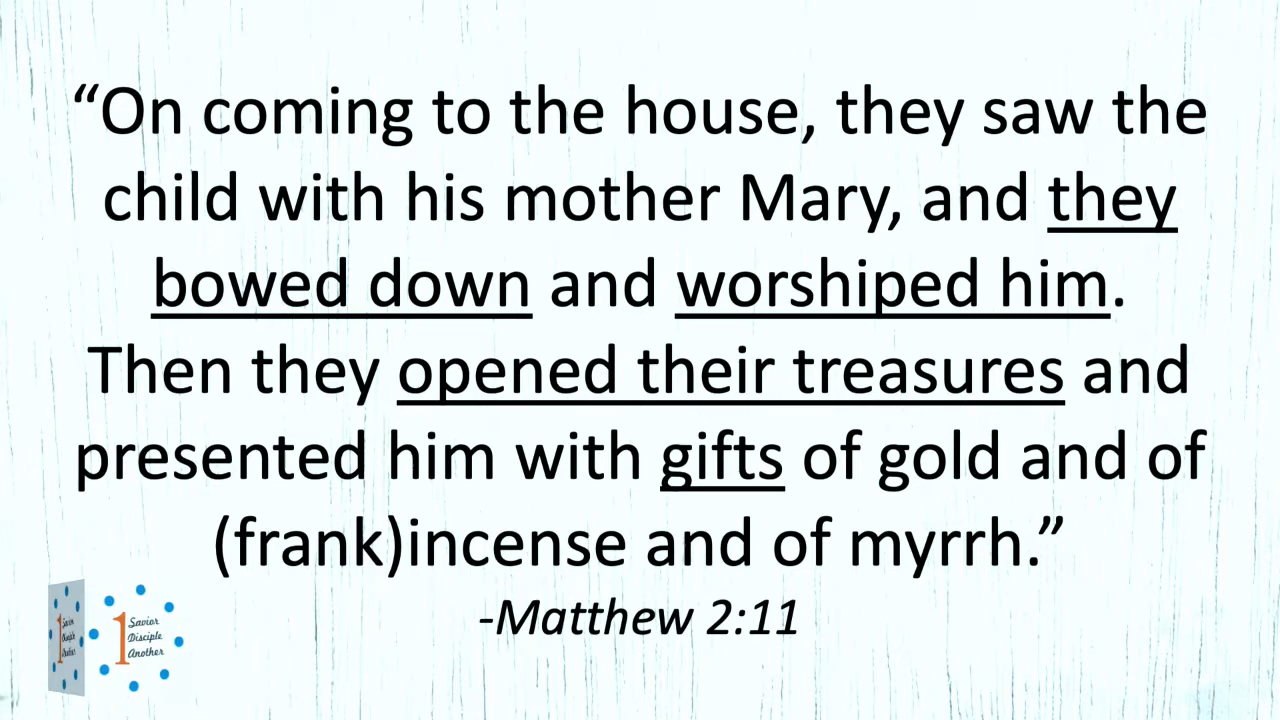 “On coming to the house, they saw the
child with his mother Mary, and they
bowed down and worshiped him.
Then they opened their treasures and
presented him with gifts of gold and of
(frank)incense and of myrrh.”
-Matthew 2:11
1 Savior
Disciple
Another